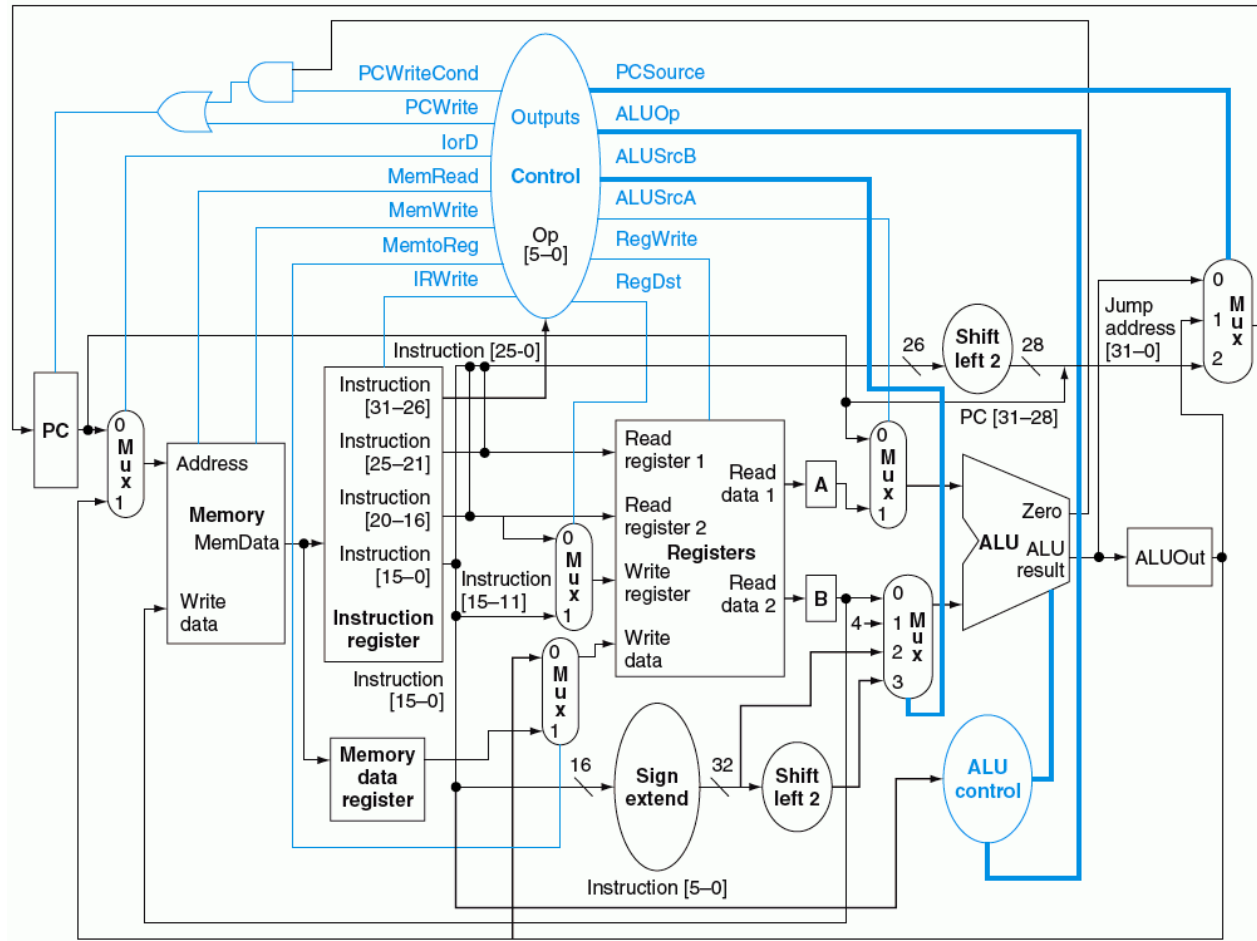 PCWriteCond
PCWrite
IorD
MemRead
MemWrite
MemtoReg
IRWrite
Outputs
Control
Op
[5–0]
PCSource
ALUOp
ALUSrcB
ALUSrcA
RegWrite
RegDst
PC
0
M
u
x
1
Address
Memory
MemData
Write
data
Instruction [25-0]
Instruction
[31–26]
Instruction
[25–21]
Instruction
[20–16]
Instruction
[15–0]
Instruction
register
Instruction
[15–0]
Memory
data
register
Instruction
[15–11]
0
M
u
x
1
0
M
u
x
1
Read
register 1
Read
register 2
Registers
Write
register
Write
data
Read
data 1
Read
data 2
A
B
16
Sign
extend
32
Shift
left 2
Instruction [5–0]
0
M
u
x
1
4
0
1
2
3
M
u
x
26
Shift
left 2
28
PC [31–28]
Jump
address
[31–0]
0
1
2
M
u
x
Zero
ALU
ALU
result
ALUOut
ALU
control